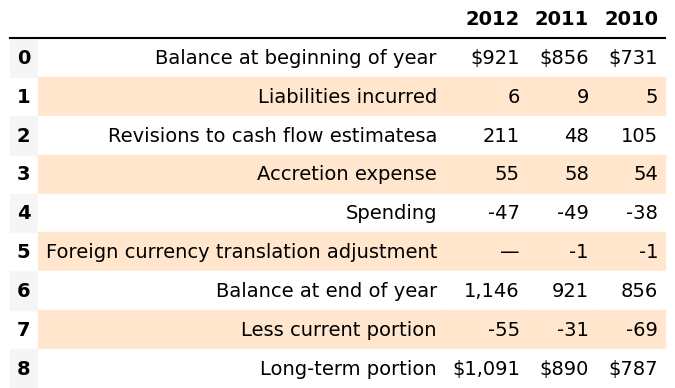 2012 2011 2010
0 Balance at beginning of year $921 $856 $731
1 Liabilities incurred 6 9 5
2 Revisions to cash flow estimatesa 211 48 105
3 Accretion expense 55 58 54
4 Spending -47 -49 -38
5 Foreign currency translation adjustment — -1 -1
6 Balance at end of year 1,146 921 856
7 Less current portion -55 -31 -69
8 Long-term portion $1,091 $890 $787